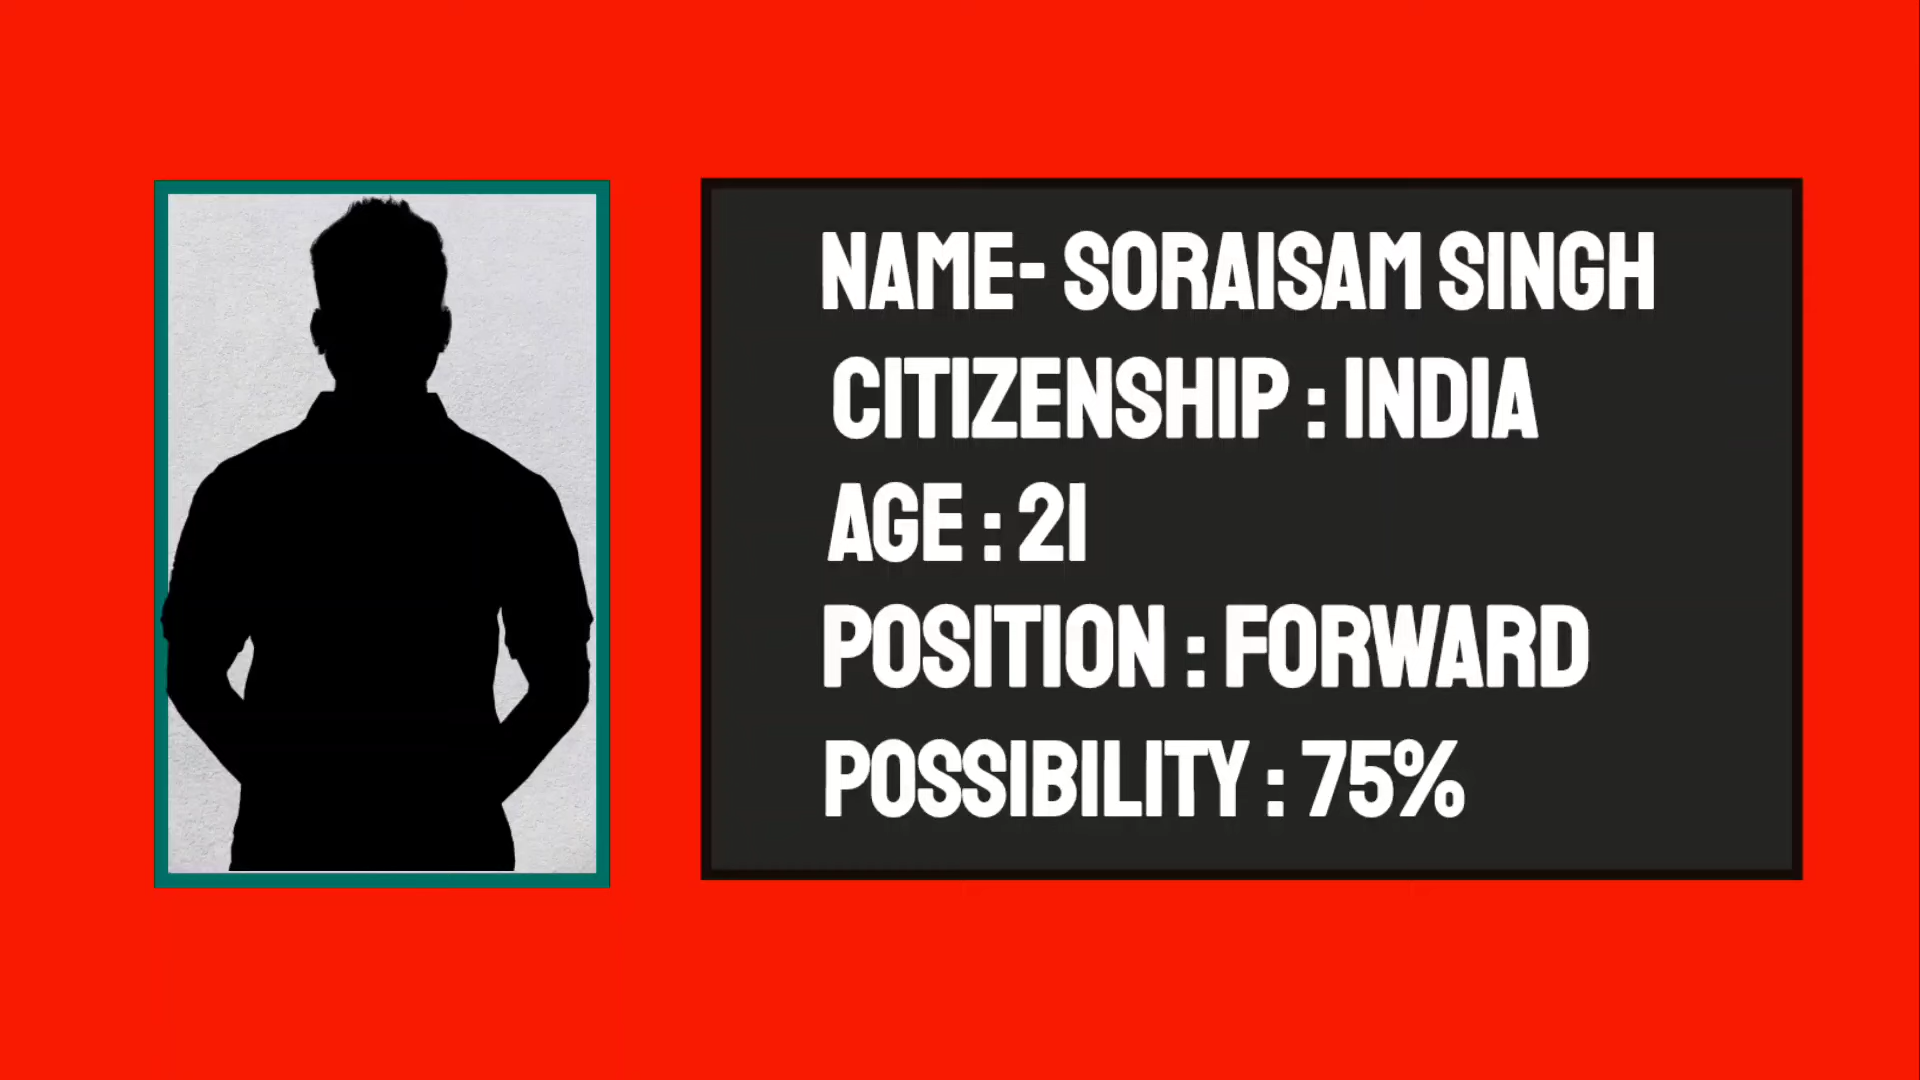 NAME- SORAISAM SINGH
CITIZENSHIP : INDIA
AGE : 21
POSITION : FORWARD
POSSIBILITY : 75%